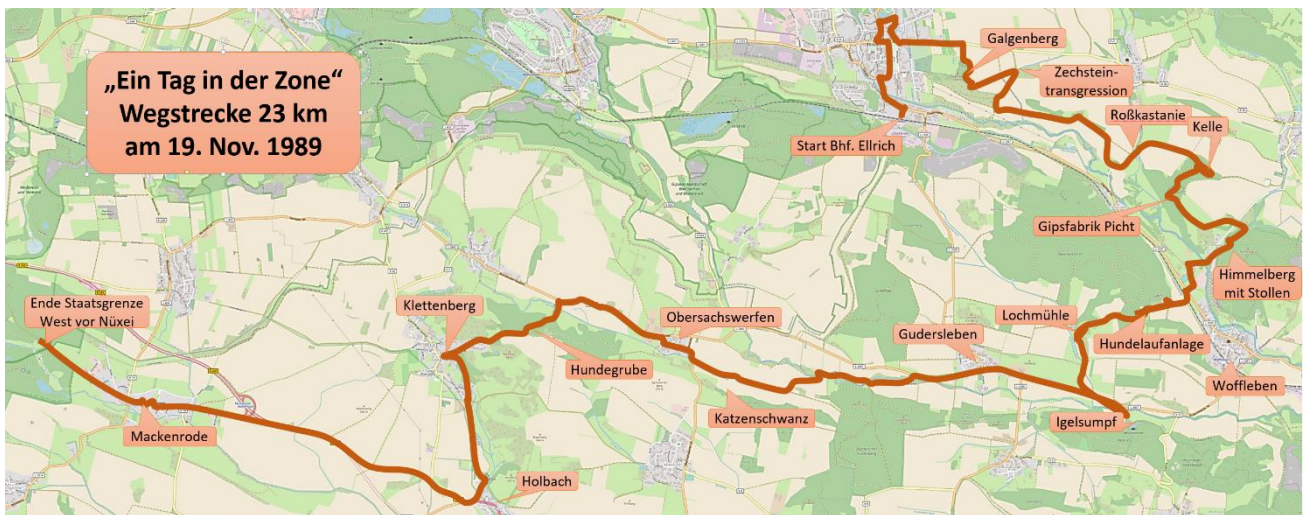 „Ein Tag in der Zone“
Wegstrecke 23 km
am 19. Nov. 1989
Galgenberg
Zechstein-
transgression
Roßkastanie
Kelle
Start Bhf. Ellrich
Gipsfabrik Picht
Himmelberg
mit Stollen
Ende Staatsgrenze
West vor Nüxei
Klettenberg
Obersachswerfen
Lochmühle
Gudersleben
Hundelaufanlage
Hundegrube
Woffleben
Katzenschwanz
Igelsumpf
Mackenrode
Holbach